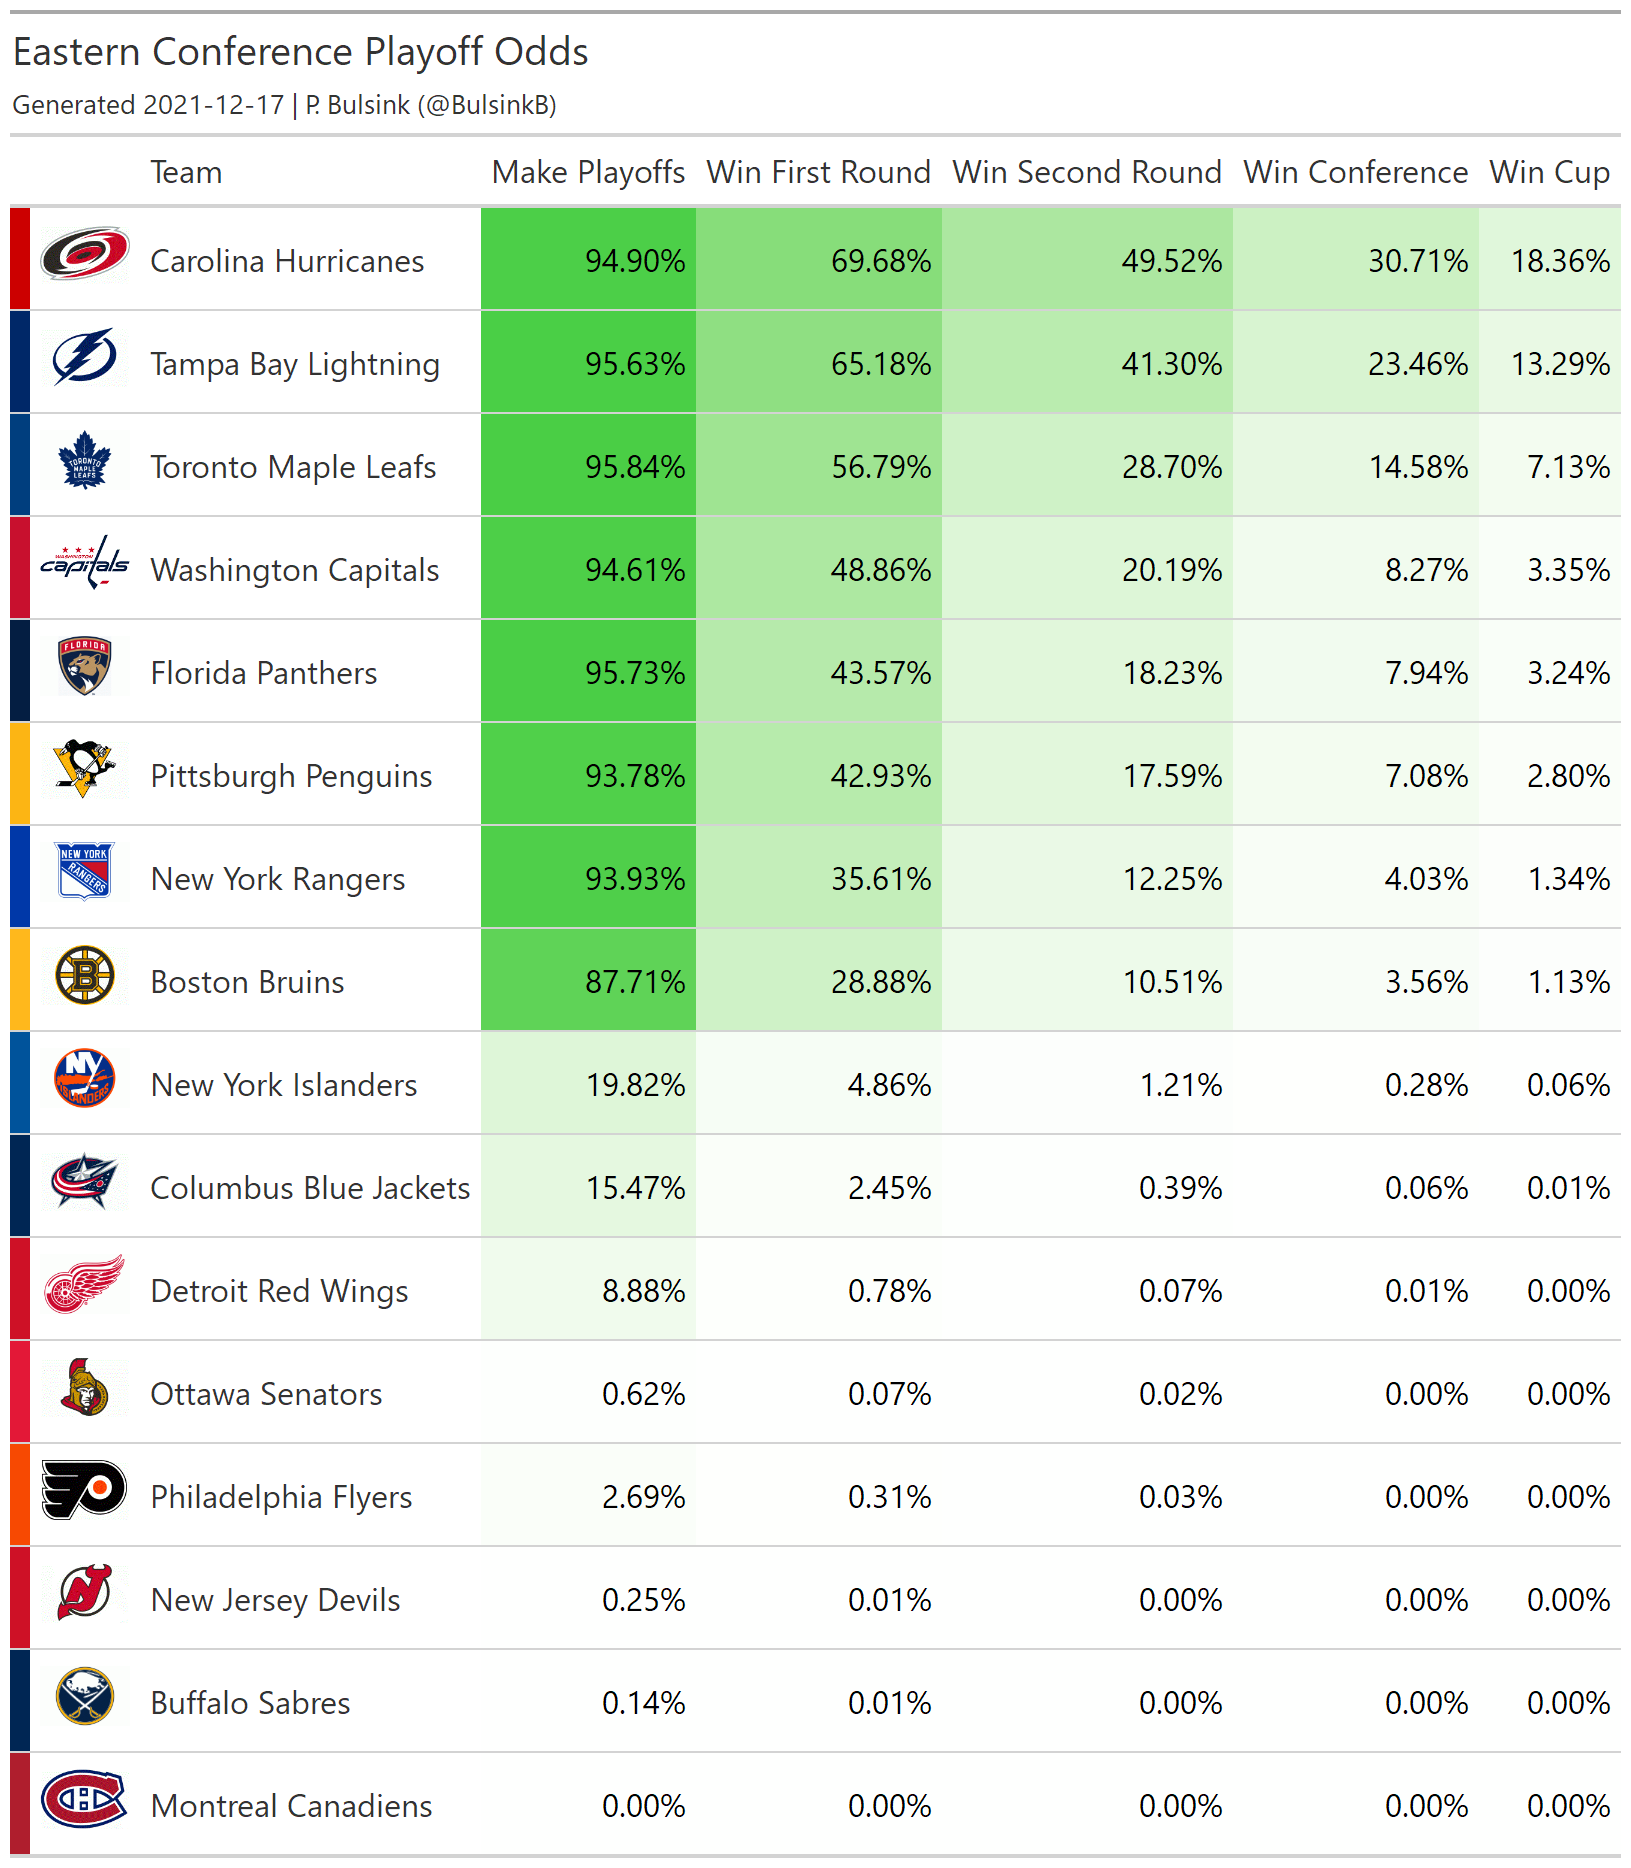 Eastern Conference Playoff Odds
Generated 2021-12-17 | P. Bulsink (@BulsinkB)
Team Make Playoffs Win First Round Win Second Round Win Conference Win Cup
Carolina Hurricanes 94.90% 69.68% 49.52% 30.71% 18.36%
Tampa Bay Lightning 95.63% 65.18% 41.30% 23.46% 13.29%
TORONTO MAPLE LEAFS Toronto Maple Leafs 95.84% 56.79% 28.70% 14.58% 7.13%
WASHINGTON capitals Washington Capitals 94.61% 48.86% 20.19% 8.27% 3.35%
FLORIDA Florida Panthers 95.73% 43.57% 18.23% 7.94% 3.24%
Pittsburgh Penguins 93.78% 42.93% 17.59% 7.08% 2.80%
NEW YORK RANGERS New York Rangers 93.93% 35.61% 12.25% 4.03% 1.34%
B Boston Bruins 87.71% 28.88% 10.51% 3.56% 1.13%
NY ISLANDERS New York Islanders 19.82% 4.86% 1.21% 0.28% 0.06%
Columbus Blue Jackets 15.47% 2.45% 0.39% 0.06% 0.01%
Detroit Red Wings 8.88% 0.78% 0.07% 0.01% 0.00%
Ottawa Senators 0.62% 0.07% 0.02% 0.00% 0.00%
Philadelphia Flyers 2.69% 0.31% 0.03% 0.00% 0.00%
New Jersey Devils 0.25% 0.01% 0.00% 0.00% 0.00%
Buffalo Sabres 0.14% 0.01% 0.00% 0.00% 0.00%
Montreal Canadiens 0.00% 0.00% 0.00% 0.00% 0.00%